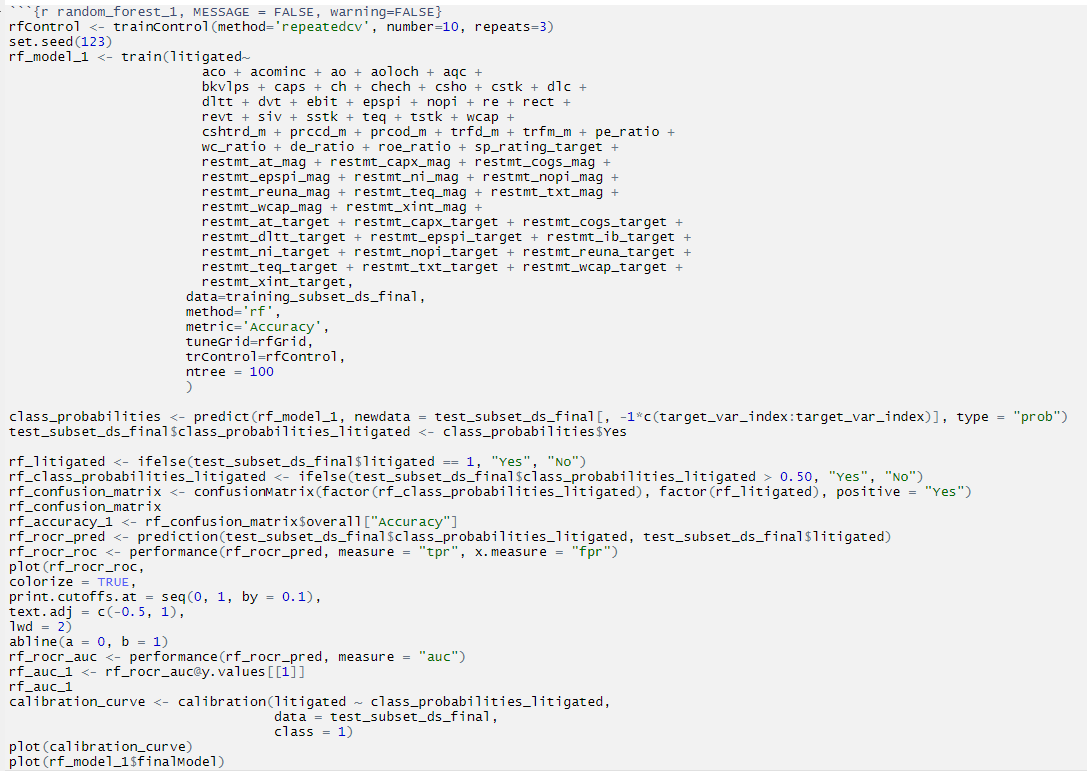 ```{r random_forest_1, MESSAGE = FALSE, warning=FALSE}
rfControl <- trainControl(method='repeatedcv', number=10, repeats=3)
set.seed(123)
rf_model_1 <- train(litigated~
aco + acominc + ao + aoloch + aqc +
bkvlps + caps + ch + chech + csho + cstk + dlc +
dltt + dvt + ebit + epspi + nopi + re + rect +
revt + siv + sstk + teq + tstk + wcap +
cshtrd_m + prccd_m + prcod_m + trfd_m + trfm_m + pe_ratio +
wc_ratio + de_ratio + roe_ratio + sp_rating_target +
restmt_at_mag + restmt_capx_mag + restmt_cogs_mag +
restmt_epspi_mag + restmt_ni_mag + restmt_nopi_mag +
restmt_reuna_mag + restmt_teq_mag + restmt_txt_mag +
restmt_wcap_mag + restmt_xint_mag +
restmt_at_target + restmt_capx_target + restmt_cogs_target +
restmt_dltt_target + restmt_epspi_target + restmt_ib_target +
restmt_ni_target + restmt_nopi_target + restmt_reuna_target +
restmt_teq_target + restmt_txt_target + restmt_wcap_target +
restmt_xint_target,
data=training_subset_ds_final,
method='rf',
metric='Accuracy',
tuneGrid=rfGrid,
trControl=rfControl,
ntree = 100
)
class_probabilities <- predict(rf_model_1, newdata = test_subset_ds_final[, -1*c(target_var_index:target_var_index)], type = "prob")
test_subset_ds_final$class_probabilities_litigated <- class_probabilities$Yes
rf_litigated <- ifelse(test_subset_ds_final$litigated == 1, "Yes", "No")
rf_class_probabilities_litigated <- ifelse(test_subset_ds_final$class_probabilities_litigated > 0.50, "Yes", "No")
rf_confusion_matrix <- confusionMatrix(factor(rf_class_probabilities_litigated), factor(rf_litigated), positive = "Yes")
rf_confusion_matrix
rf_accuracy_1 <- rf_confusion_matrix$overall["Accuracy"]
rf_rocr_pred <- prediction(test_subset_ds_final$class_probabilities_litigated, test_subset_ds_final$litigated)
rf_rocr_roc <- performance(rf_rocr_pred, measure = "tpr", x.measure = "fpr")
plot(rf_rocr_roc,
colorize = TRUE,
print.cutoffs.at = seq(0, 1, by = 0.1),
text.adj = c(-0.5, 1),
lwd = 2)
abline(a = 0, b = 1)
rf_rocr_auc <- performance(rf_rocr_pred, measure = "auc")
rf_auc_1 <- rf_rocr_auc@y.values[[1]]
rf_auc_1
calibration_curve <- calibration(litigated ~ class_probabilities_litigated,
data = test_subset_ds_final,
class = 1)
plot(calibration_curve)
plot(rf_model_1$finalModel)